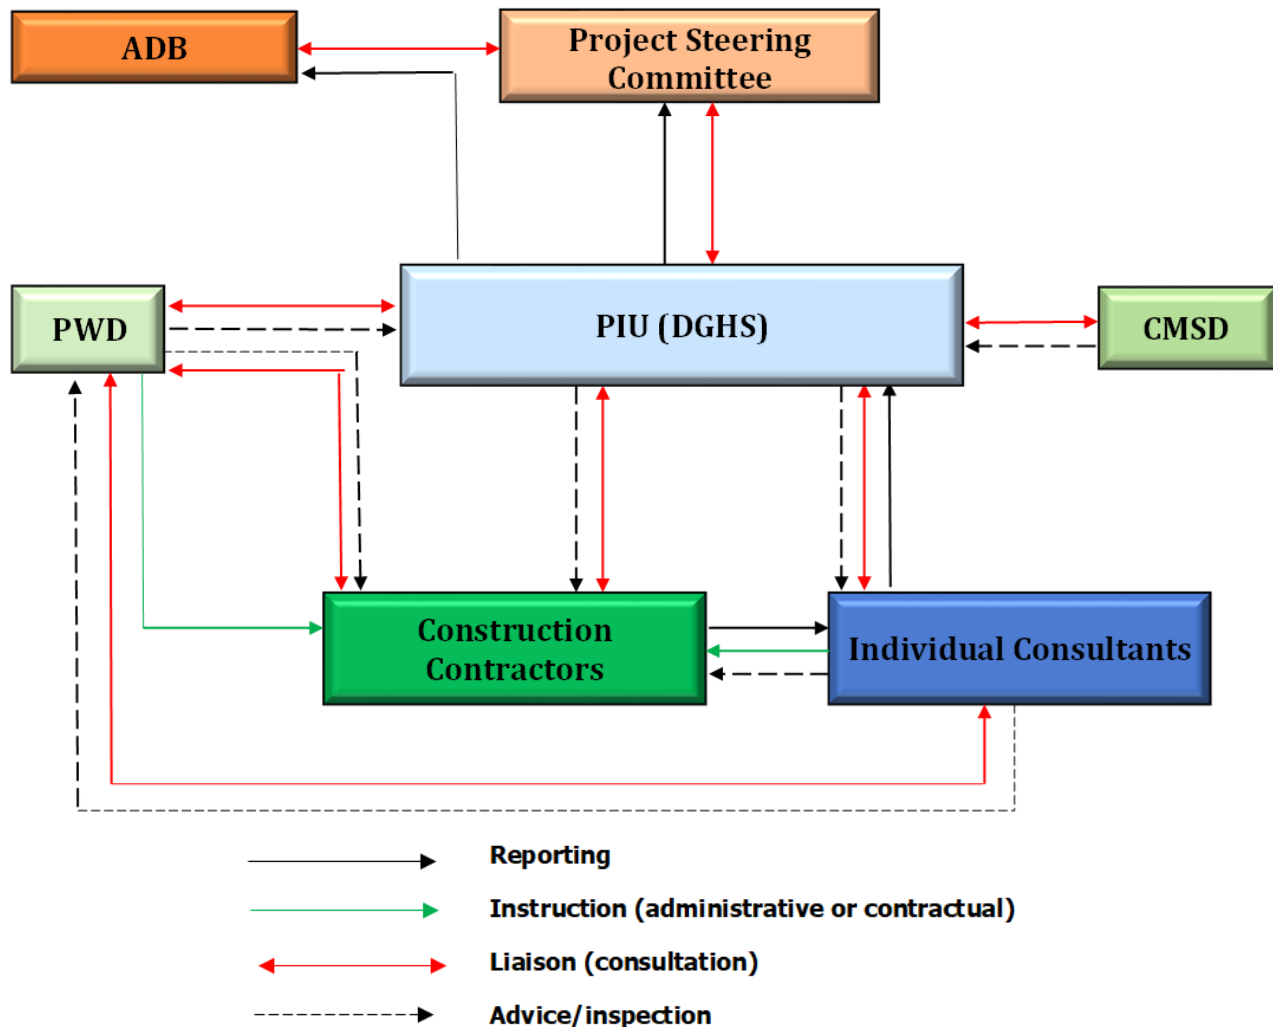 ADB
Project Steering
Committee
PWD
PIU (DGHS)
CMSD
Construction
Contractors
Individual Consultants
Reporting
Instruction (administrative or contractual)
Liaison (consultation)
Advice/inspection